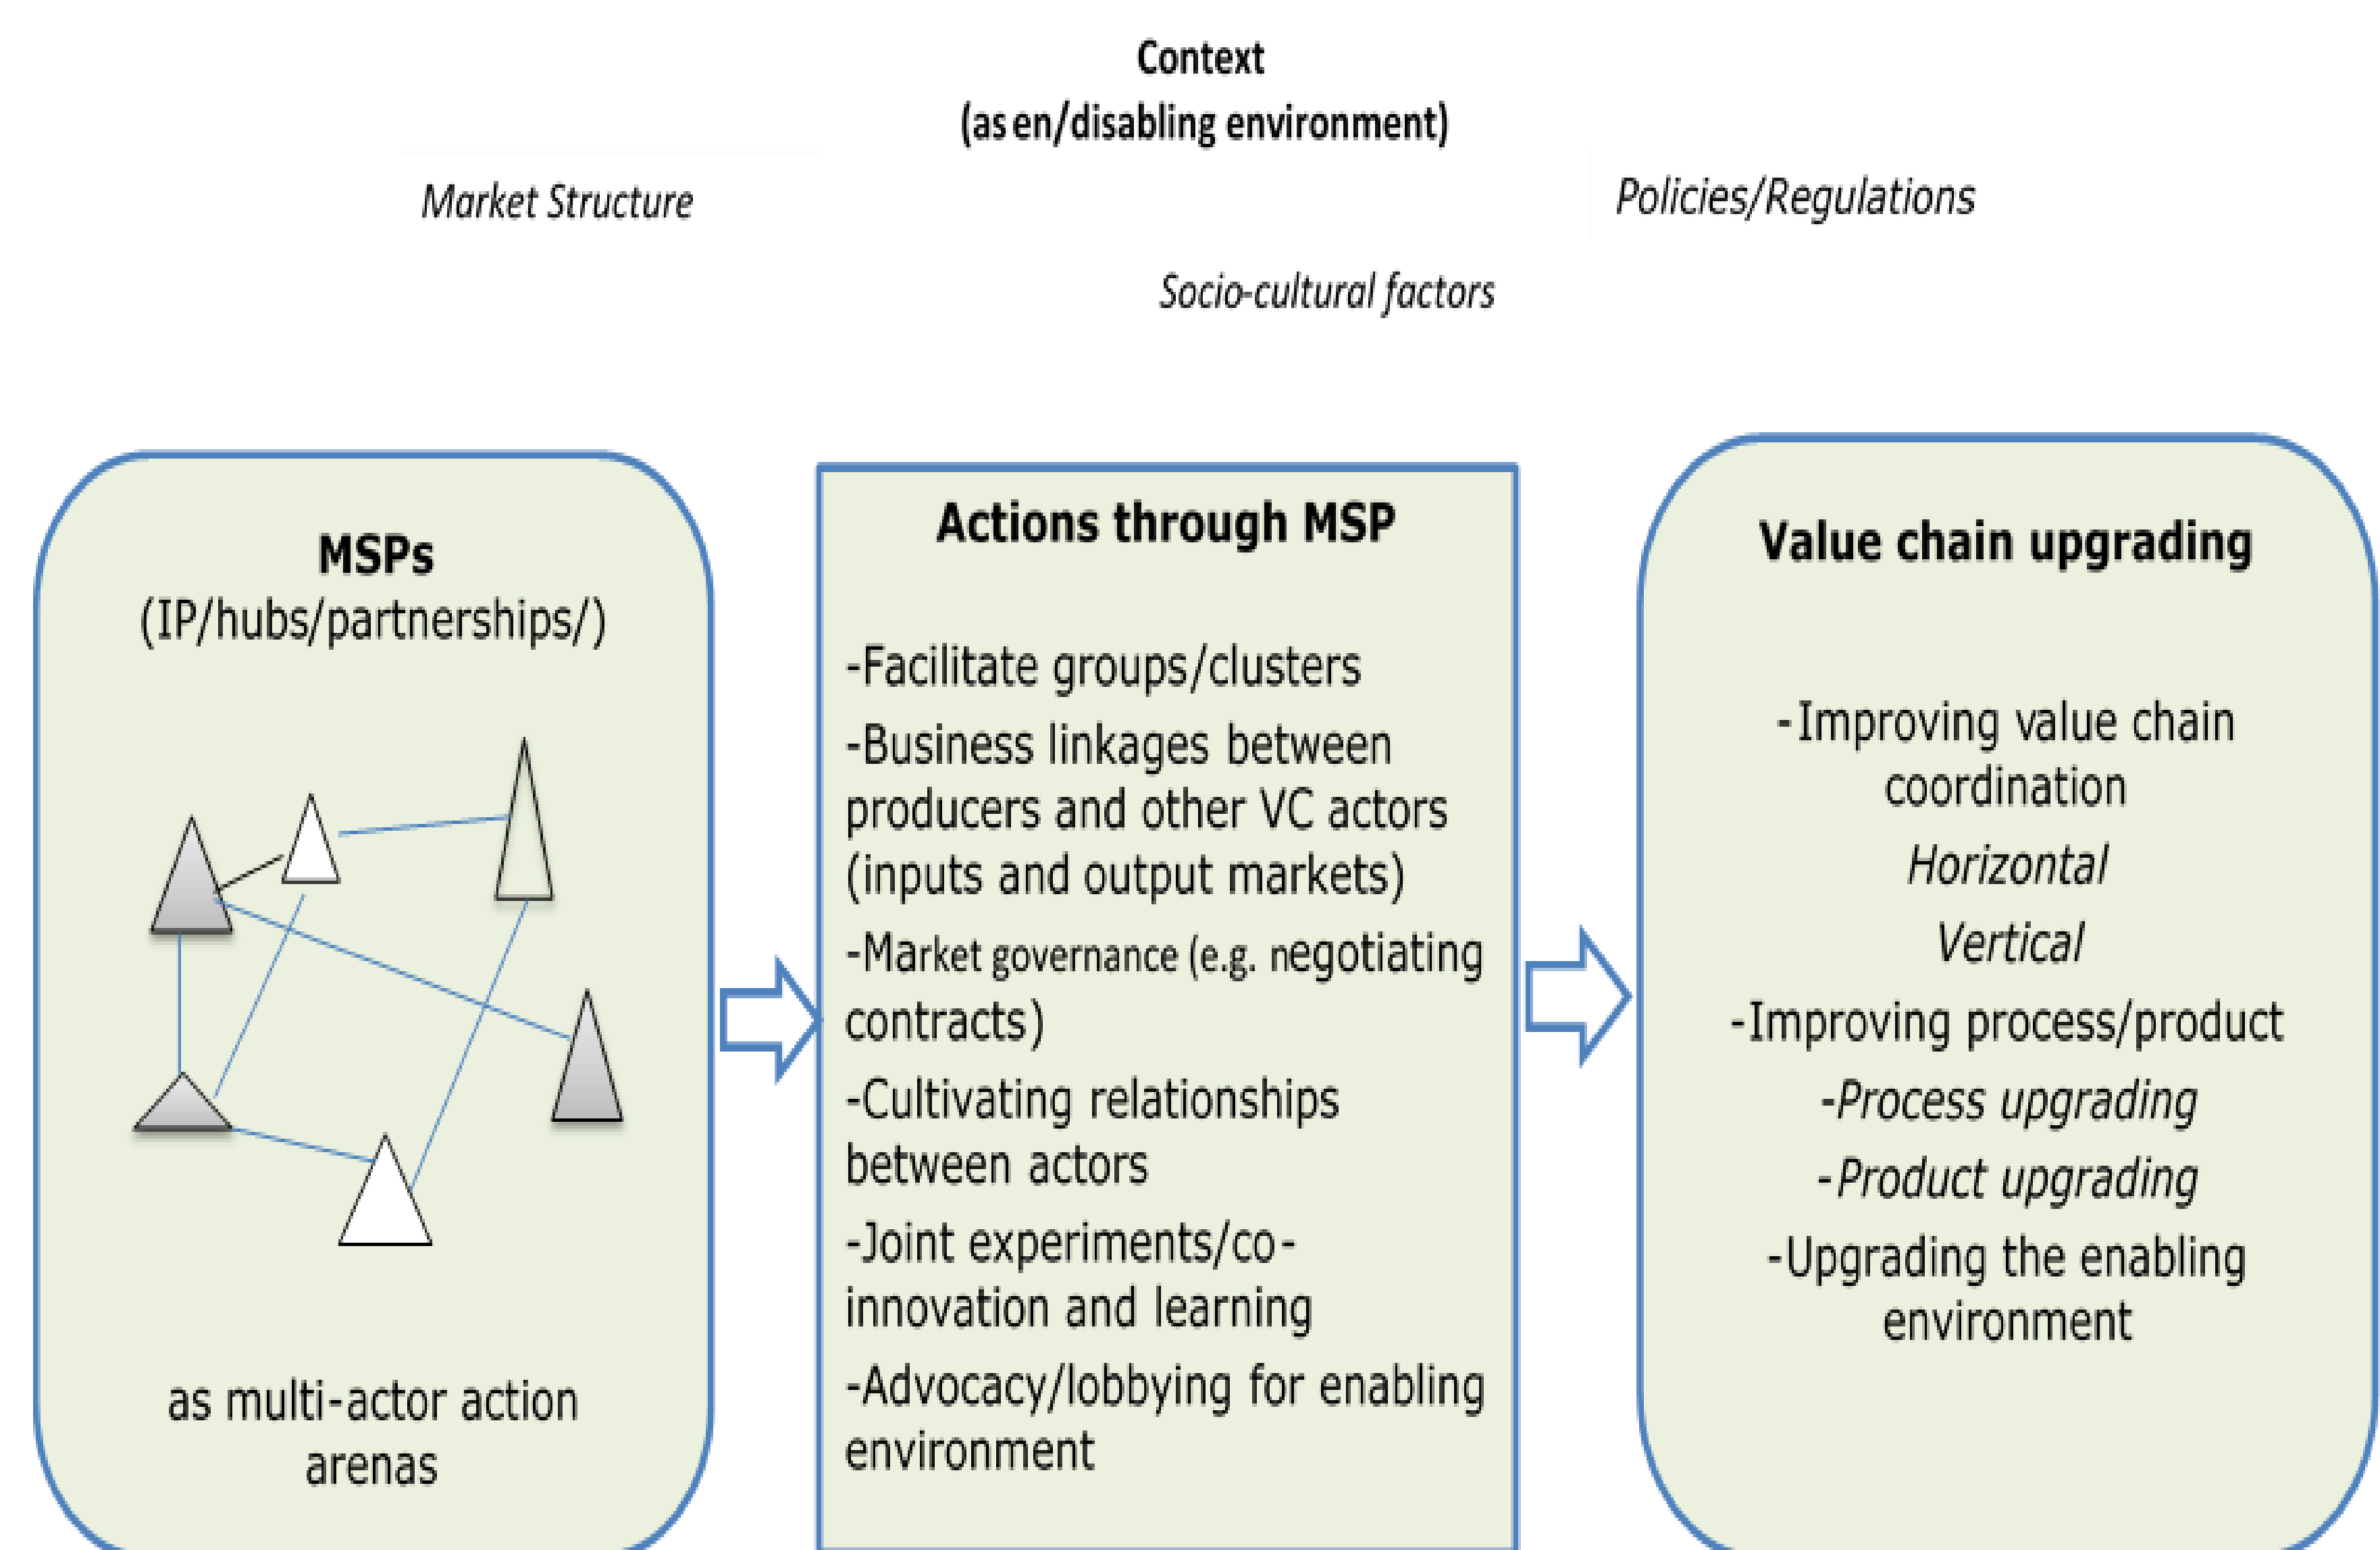 Context
(as en/disabling environment)
Market Structure
Policies/Regulations
Socio-cultural factors
MSPs
(IP/hubs/partnerships/)
as multi-actor action
arenas
Actions through MSP
-Facilitate groups/clusters
-Business linkages between
producers and other VC actors
(inputs and output markets)
-Market governance (e.g. negotiating
contracts)
-Cultivating relationships
between actors
-Joint experiments/co-
innovation and learning
-Advocacy/lobbying for enabling
environment
Value chain upgrading
-Improving value chain
coordination
Horizontal
Vertical
-Improving process/product
-Process upgrading
-Product upgrading
-Upgrading the enabling
environment